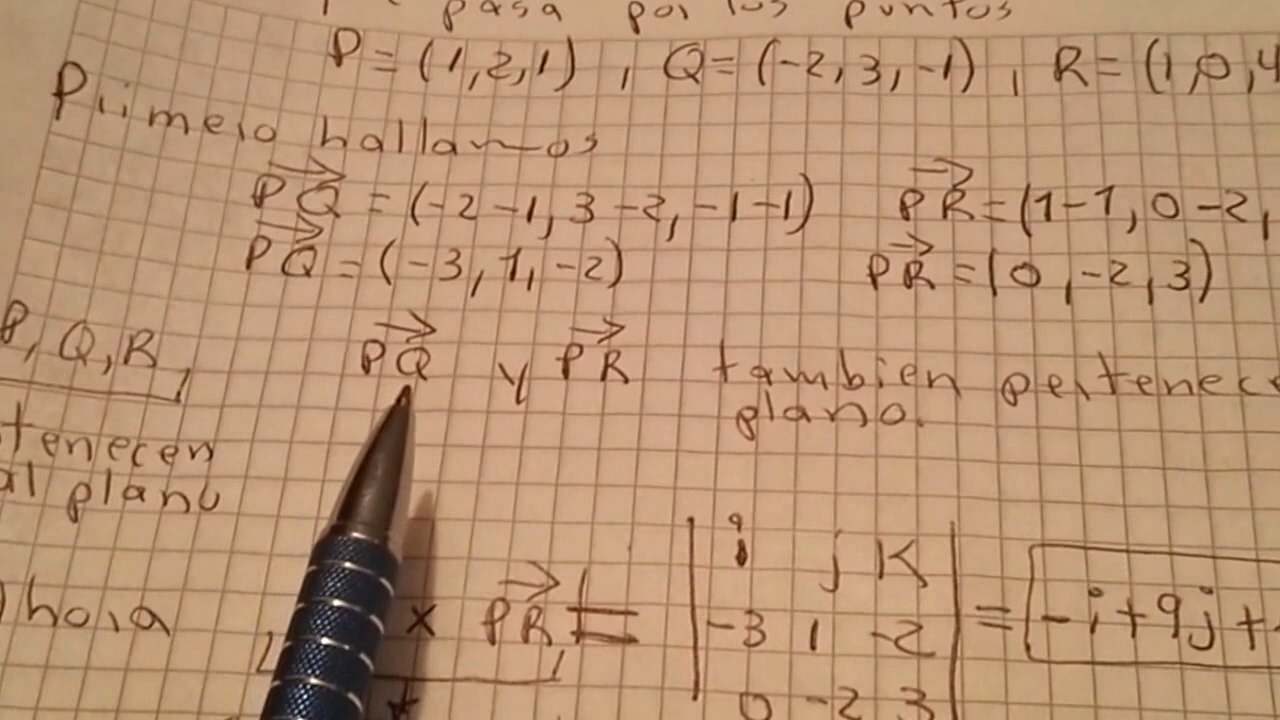 pasa por los puntos
P = (1,2,1) , Q = (-2,3,-1) , R = (1,0,4
Primero hallamos
PQ = (-2-1, 3-2, -1-1) PR = (1-1, 0-2,
PQ = (-3, 1, -2) PR = (0, -2, 3)
P, Q, R, PQ y PR tambien pertenece
plano.
tenecen
al plano
i j K
hora × PR = -3 1 -2 = -i+9j+
0 -2 3